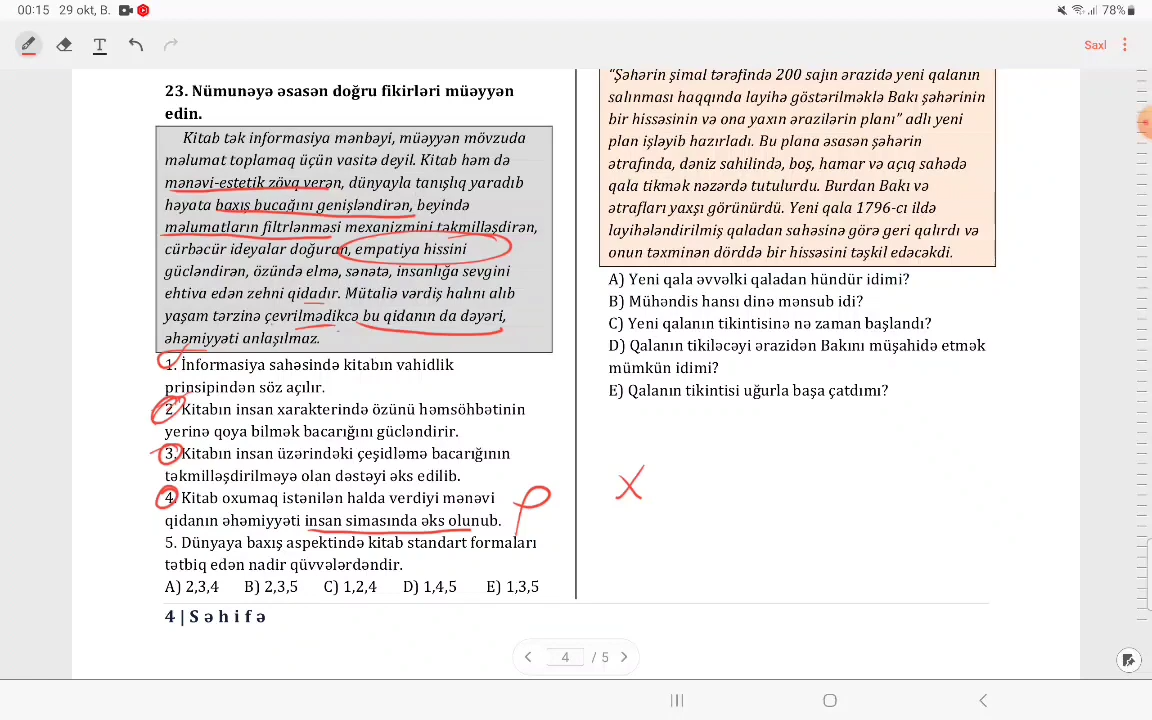 00:15 29 okt, B.
78%
Saxl
23. Nümunəyə əsasən doğru fikirləri müəyyən
edin.
Kitab tək informasiya mənbəyi, müəyyən mövzuda
məlumat toplamaq üçün vasitə deyil. Kitab həm də
mənəvi-estetik zövq verən, dünyayla tanışlıq yaradıb
həyata baxış bucağını genişləndirən, beyində
məlumatların filtrlənməsi mexanizmini təkmilləşdirən,
cürbəcür ideyalar doğuran, empatiya hissini
gücləndirən, özündə elmə, sənətə, insanlığa sevgini
ehtiva edən zehni qidadır. Mütaliə vərdiş halını alıb
yaşam tərzinə çevrilmədikcə bu qidanın da dəyəri,
əhəmiyyəti anlaşılmaz.
1. İnformasiya sahəsində kitabın vahidlik
prinsipindən söz açılır.
2. Kitabın insan xarakterində özünü həmsöhbətinin
yerinə qoya bilmək bacarığını gücləndirir.
3. Kitabın insan üzərindəki çeşidləmə bacarığının
təkmilləşdirilməyə olan dəstəyi əks edilib.
4. Kitab oxumaq istənilən halda verdiyi mənəvi
qidanın əhəmiyyəti insan simasında əks olunub.
5. Dünyaya baxış aspektində kitab standart formaları
tətbiq edən nadir qüvvələrdəndir.
A) 2,3,4 B) 2,3,5 C) 1,2,4 D) 1,4,5 E) 1,3,5
4 | S ə h i f ə
"Şəhərin şimal tərəfində 200 sajın ərazidə yeni qalanın
salınması haqqında layihə göstərilməklə Bakı şəhərinin
bir hissəsinin və ona yaxın ərazilərin planı” adlı yeni
plan işləyib hazırladı. Bu plana əsasən şəhərin
ətrafında, dəniz sahilində, boş, hamar və açıq sahədə
qala tikmək nəzərdə tutulurdu. Burdan Bakı və
ətrafları yaxşı görünürdü. Yeni qala 1796-cı ildə
layihələndirilmiş qaladan sahəsinə görə geri qalırdı və
onun təxminən dörddə bir hissəsini təşkil edəcəkdi.
A) Yeni qala əvvəlki qaladan hündür idimi?
B) Mühəndis hansı dinə mənsub idi?
C) Yeni qalanın tikintisinə nə zaman başlandı?
D) Qalanın tikiləcəyi ərazidən Bakını müşahidə etmək
mümkün idimi?
E) Qalanın tikintisi uğurla başa çatdımı?
X
4 / 5